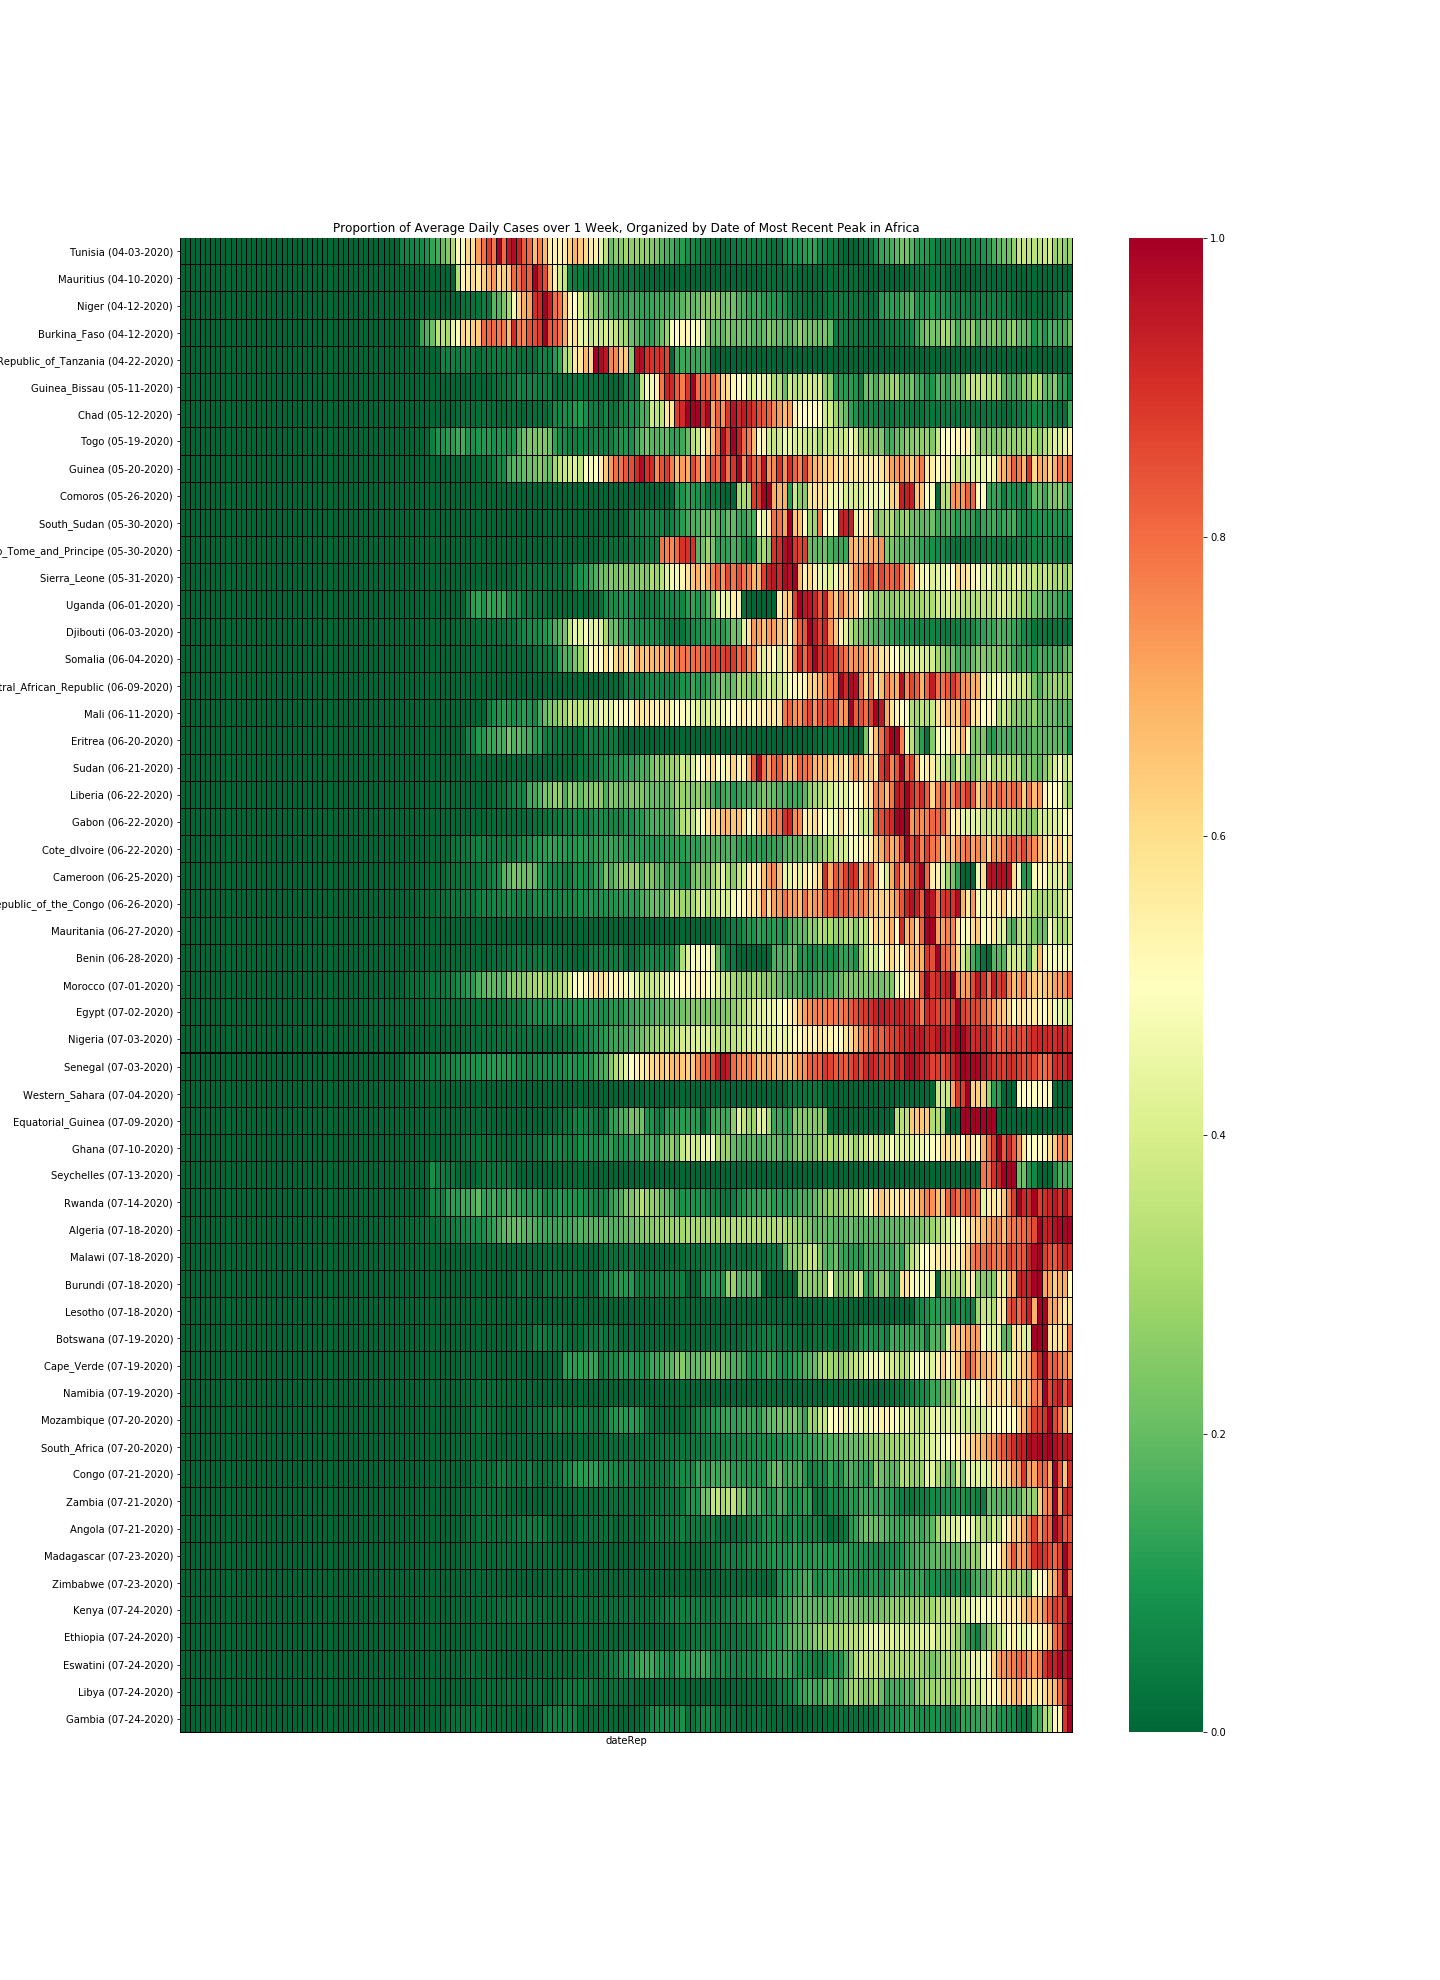 Proportion of Average Daily Cases over 1 Week, Organized by Date of Most Recent Peak in Africa
Tunisia (04-03-2020)
Mauritius (04-10-2020)
Niger (04-12-2020)
Burkina_Faso (04-12-2020)
Republic_of_Tanzania (04-22-2020)
Guinea_Bissau (05-11-2020)
Chad (05-12-2020)
Togo (05-19-2020)
Guinea (05-20-2020)
Comoros (05-26-2020)
South_Sudan (05-30-2020)
o_Tome_and_Principe (05-30-2020)
Sierra_Leone (05-31-2020)
Uganda (06-01-2020)
Djibouti (06-03-2020)
Somalia (06-04-2020)
tral_African_Republic (06-09-2020)
Mali (06-11-2020)
Eritrea (06-20-2020)
Sudan (06-21-2020)
Liberia (06-22-2020)
Gabon (06-22-2020)
Cote_dIvoire (06-22-2020)
Cameroon (06-25-2020)
epublic_of_the_Congo (06-26-2020)
Mauritania (06-27-2020)
Benin (06-28-2020)
Morocco (07-01-2020)
Egypt (07-02-2020)
Nigeria (07-03-2020)
Senegal (07-03-2020)
Western_Sahara (07-04-2020)
Equatorial_Guinea (07-09-2020)
Ghana (07-10-2020)
Seychelles (07-13-2020)
Rwanda (07-14-2020)
Algeria (07-18-2020)
Malawi (07-18-2020)
Burundi (07-18-2020)
Lesotho (07-18-2020)
Botswana (07-19-2020)
Cape_Verde (07-19-2020)
Namibia (07-19-2020)
Mozambique (07-20-2020)
South_Africa (07-20-2020)
Congo (07-21-2020)
Zambia (07-21-2020)
Angola (07-21-2020)
Madagascar (07-23-2020)
Zimbabwe (07-23-2020)
Kenya (07-24-2020)
Ethiopia (07-24-2020)
Eswatini (07-24-2020)
Libya (07-24-2020)
Gambia (07-24-2020)
dateRep
1.0
0.8
0.6
0.4
0.2
0.0